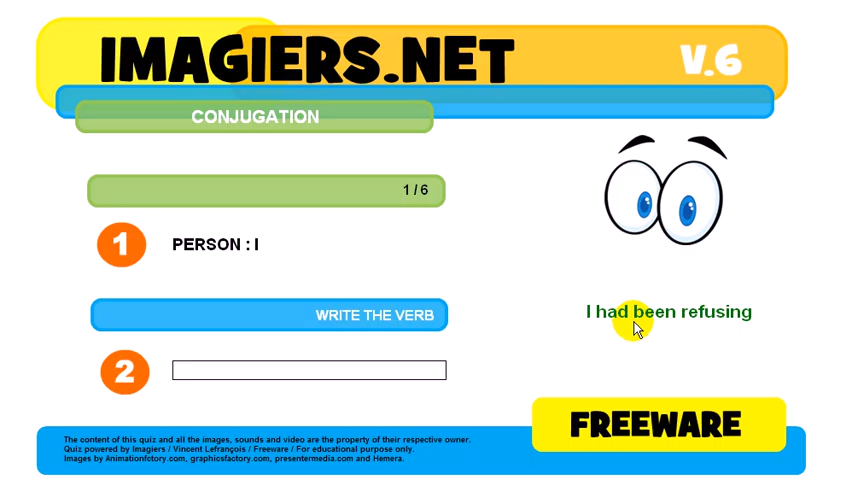 IMAGIERS.NET
V.6
CONJUGATION
1 / 6
1
PERSON : I
WRITE THE VERB
I had been refusing
2
FREEWARE
The content of this quiz and all the images, sounds and video are the property of their respective owner.
Quiz powered by Imagiers / Vincent Lefrançois / Freeware / For educational purpose only.
Images by Animationfctory.com, graphicsfactory.com, presentermedia.com and Hemera.